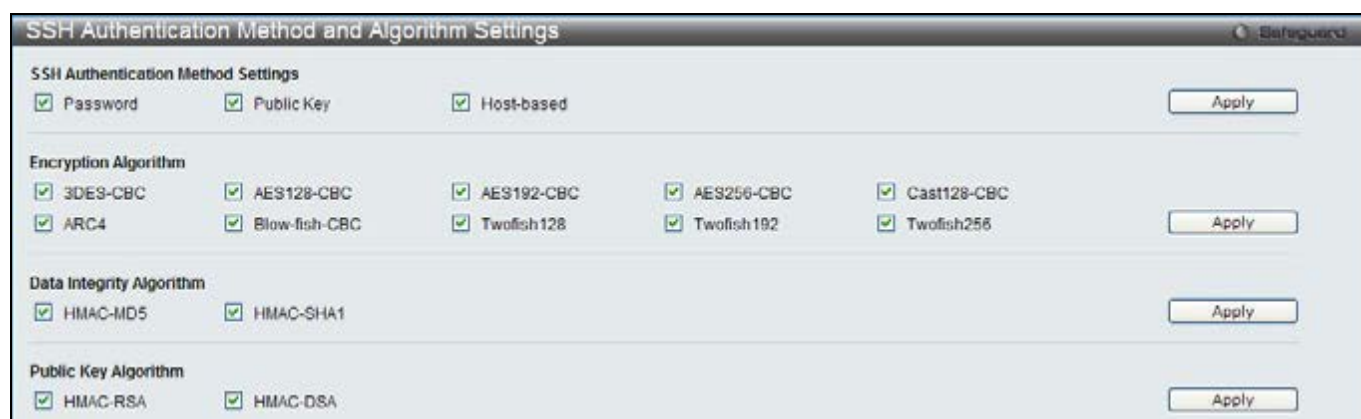 SSH Authentication Method and Algorithm Settings
Safeguard
SSH Authentication Method Settings
Password Public Key Host-based Apply
Encryption Algorithm
3DES-CBC AES128-CBC AES192-CBC AES256-CBC Cast128-CBC
ARC4 Blow-fish-CBC Twofish128 Twofish192 Twofish256 Apply
Data Integrity Algorithm
HMAC-MD5 HMAC-SHA1 Apply
Public Key Algorithm
HMAC-RSA HMAC-DSA Apply